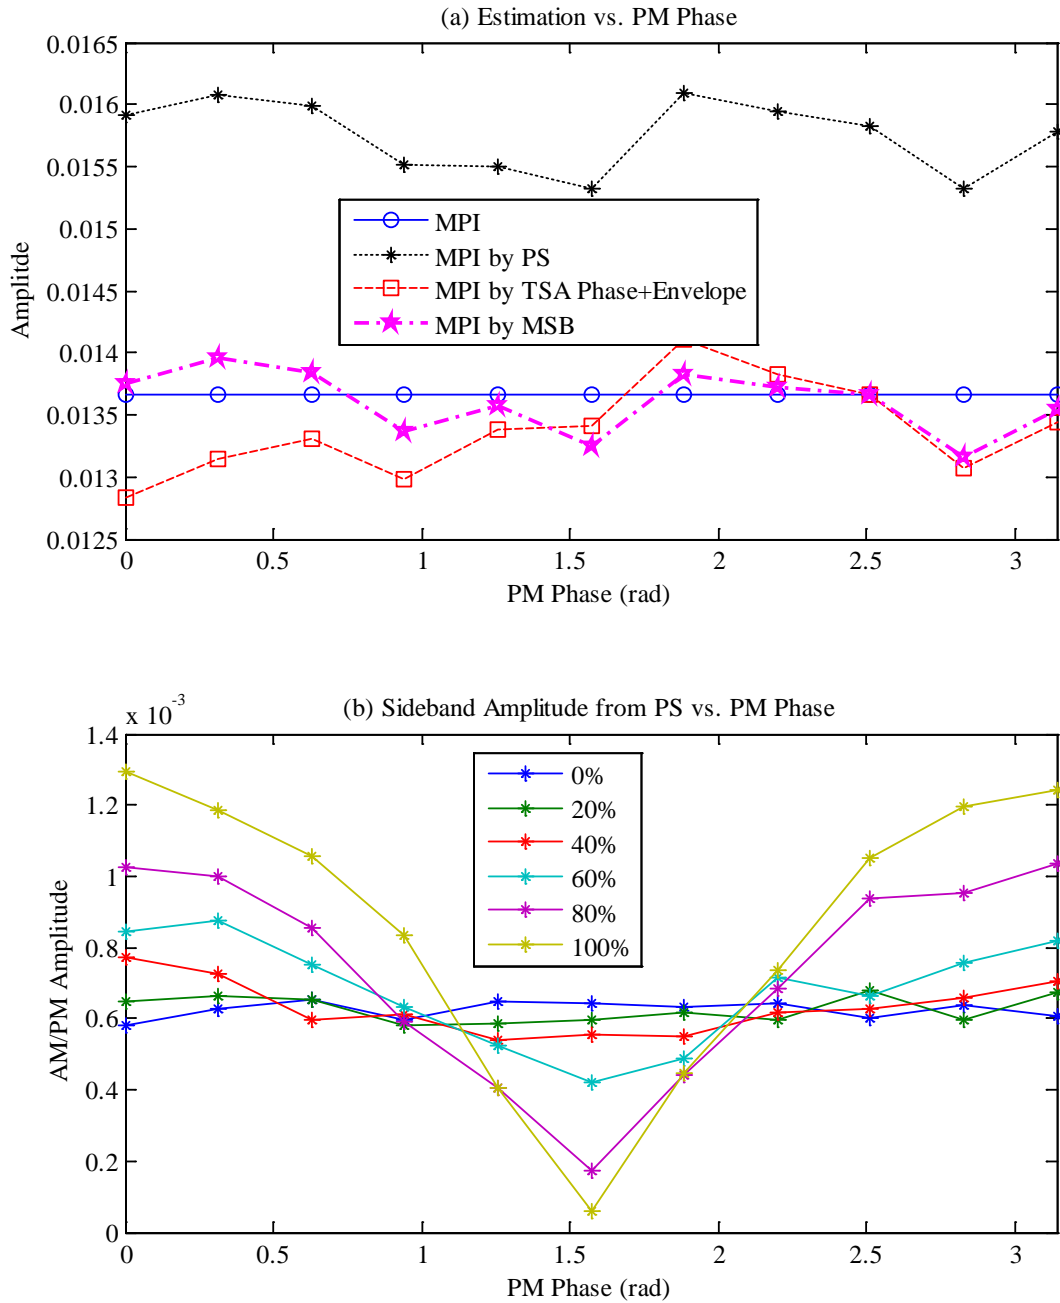 (a) Estimation vs. PM Phase
0.0165
0.016
0.0155
0.015
0.0145
0.014
0.0135
0.013
0.0125
Amplitde
MPI
MPI by PS
MPI by TSA Phase+Envelope
MPI by MSB
0 0.5 1 1.5 2 2.5 3
PM Phase (rad)
(b) Sideband Amplitude from PS vs. PM Phase
x 10^-3
1.4
1.2
1
0.8
0.6
0.4
0.2
0
AM/PM Amplitude
0%
20%
40%
60%
80%
100%
0 0.5 1 1.5 2 2.5 3
PM Phase (rad)